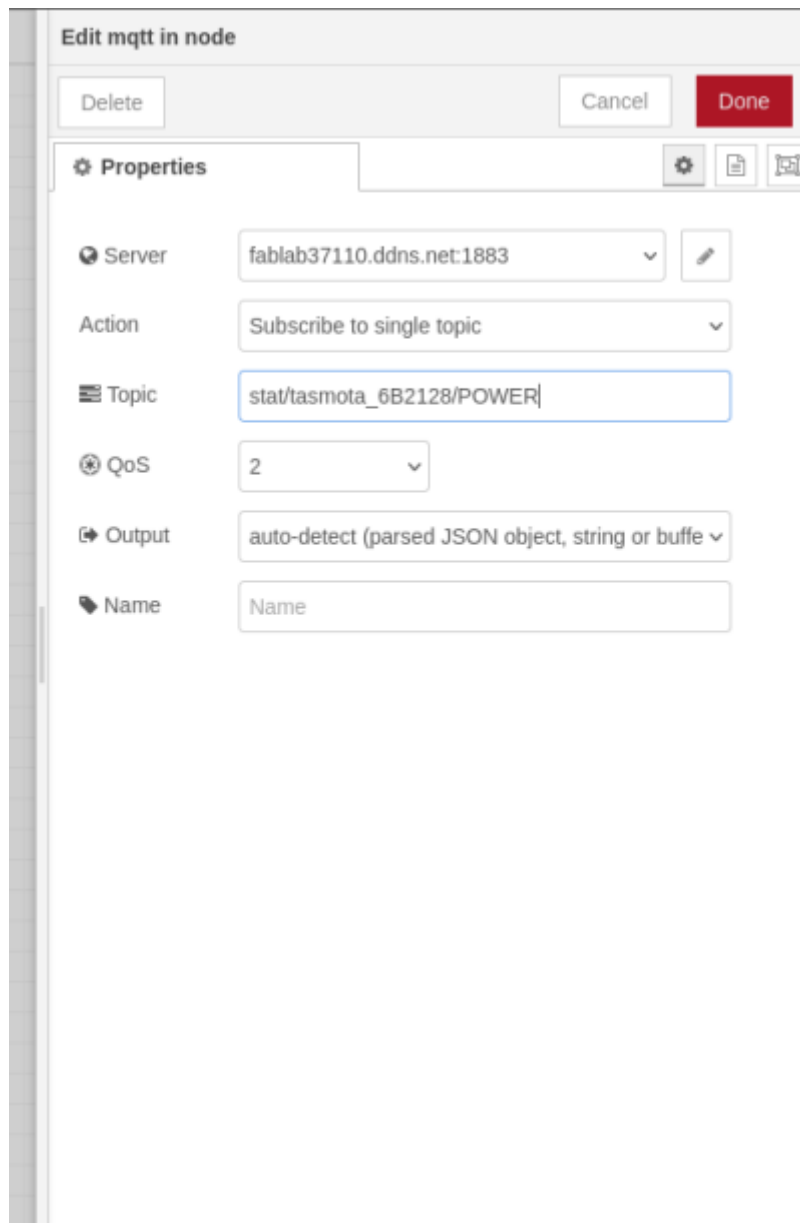 Edit mqtt in node
Delete Cancel Done
Properties
Server fablab37110.ddns.net:1883
Action Subscribe to single topic
Topic stat/tasmota_6B2128/POWER
QoS 2
Output auto-detect (parsed JSON object, string or buffe
Name Name